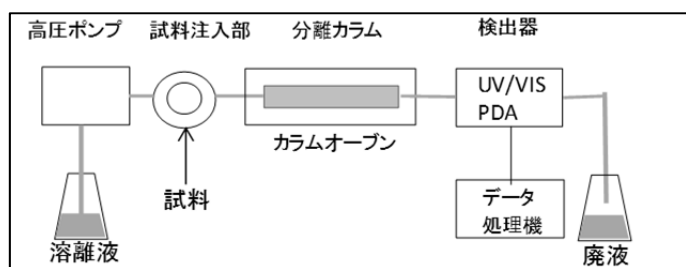 高圧ポンプ
試料注入部
分離カラム
検出器
UV/VIS
PDA
カラムオーブン
試料
データ
処理機
溶離液
廃液